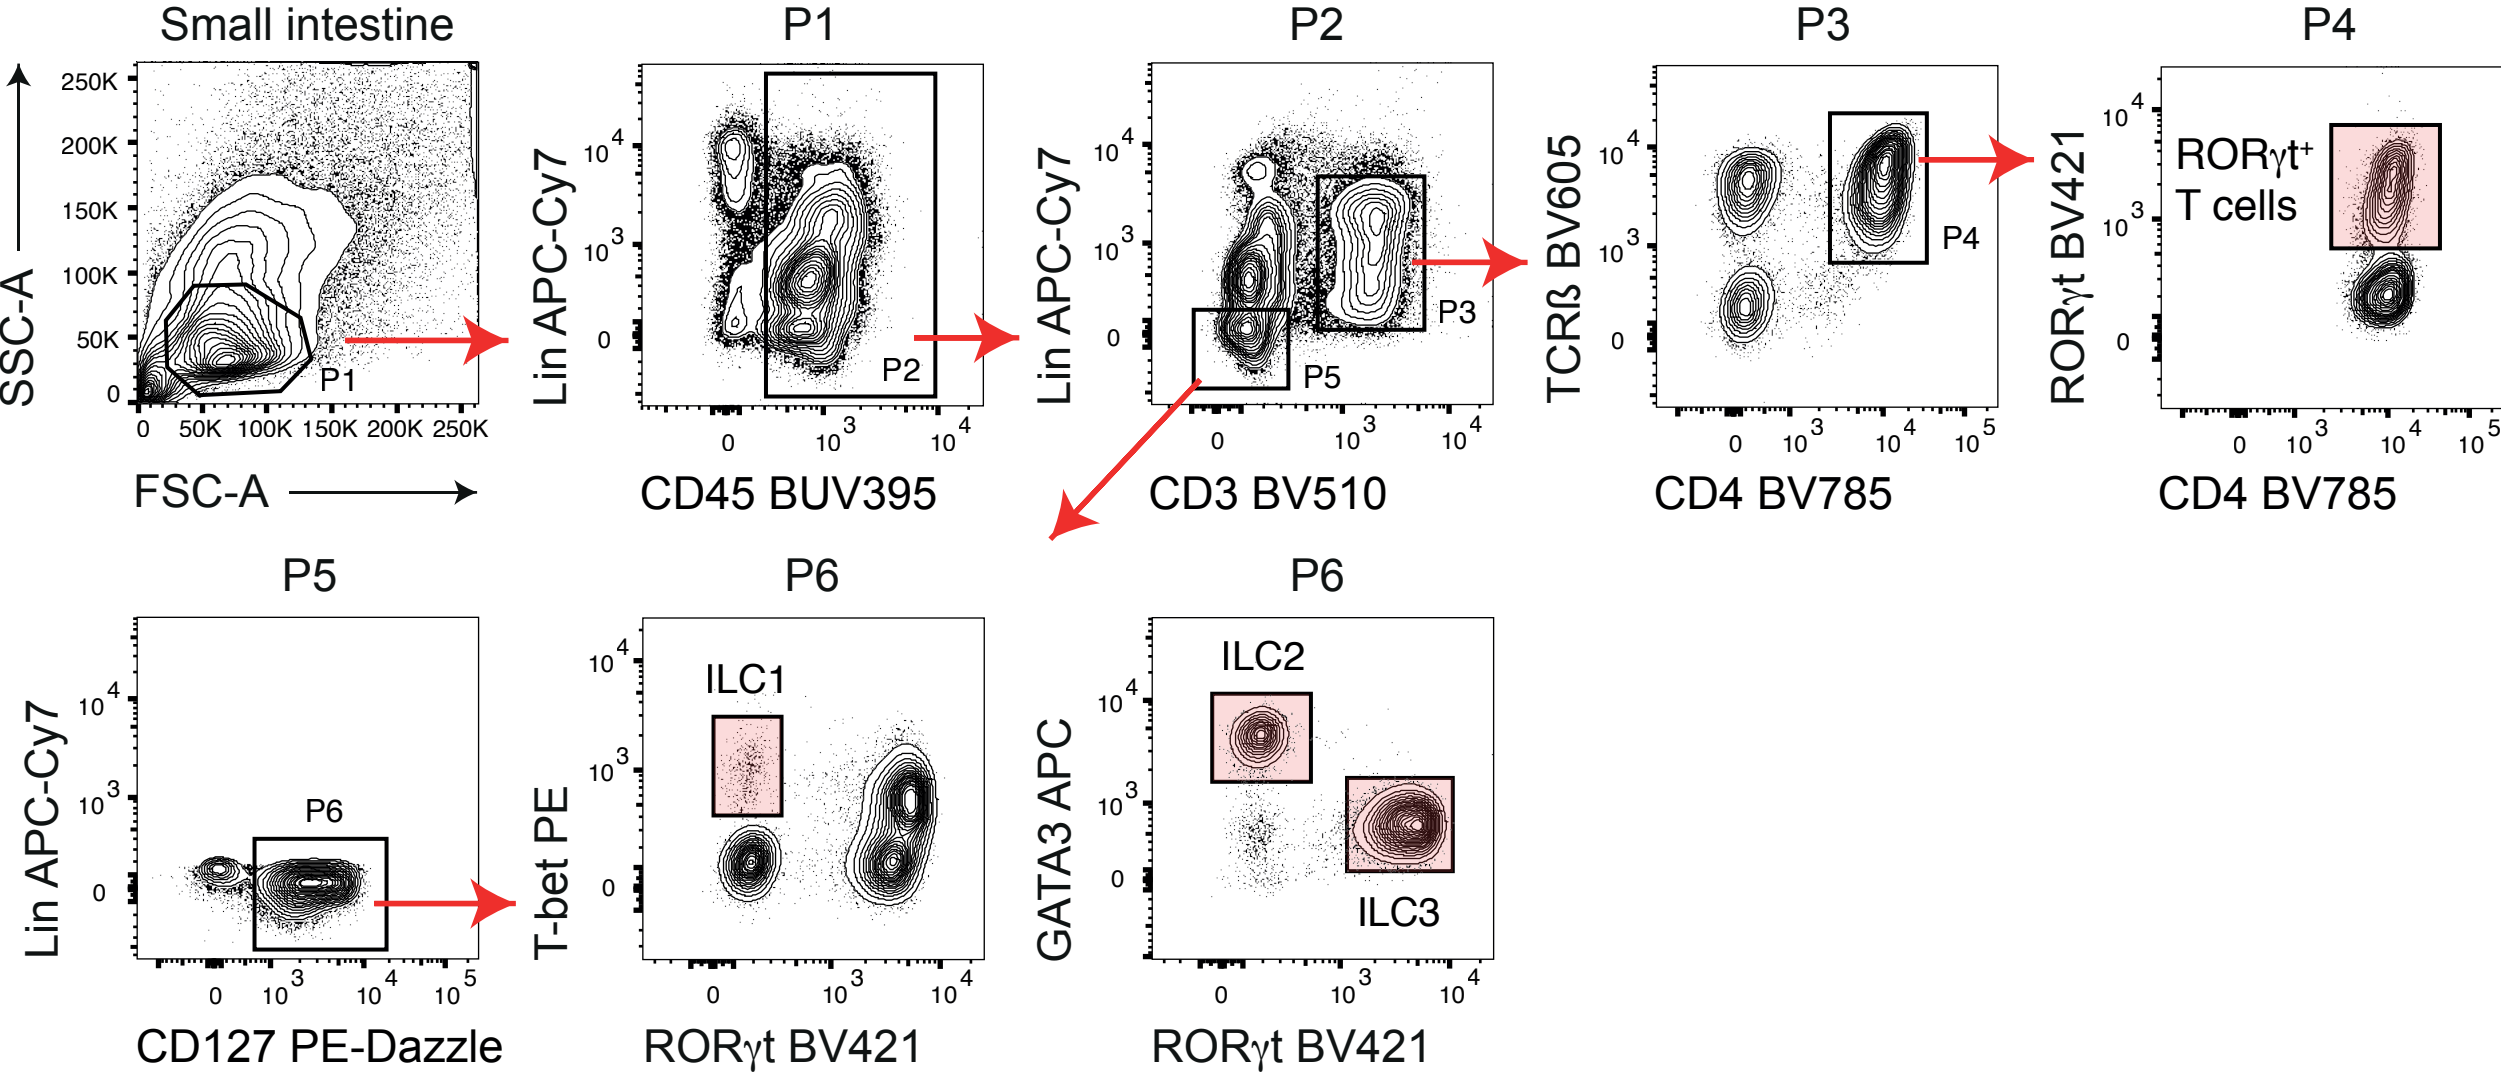 Small intestine
P1
P2
P3
P4
SSC-A
250K
200K
150K
100K
50K
0
P1
0 50K 100K 150K 200K 250K
FSC-A
Lin APC-Cy7
10^4
10^3
0
P2
0 10^3 10^4
CD45 BUV395
Lin APC-Cy7
10^4
10^3
0
P3
P5
0 10^3 10^4
CD3 BV510
TCRß BV605
10^4
10^3
0
P4
0 10^3 10^4 10^5
CD4 BV785
RORγt BV421
10^4
10^3
0
RORγt⁺
T cells
0 10^3 10^4 10^5
CD4 BV785
P5
P6
P6
Lin APC-Cy7
10^4
10^3
0
P6
0 10^3 10^4 10^5
CD127 PE-Dazzle
T-bet PE
10^4
10^3
0
ILC1
0 10^3 10^4
RORγt BV421
GATA3 APC
10^4
10^3
0
ILC2
ILC3
0 10^3 10^4
RORγt BV421